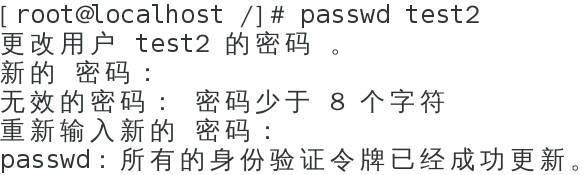 [root@localhost /]# passwd test2
更改用户 test2 的密码 。
新的 密码：
无效的密码： 密码少于 8 个字符
重新输入新的 密码：
passwd：所有的身份验证令牌已经成功更新。